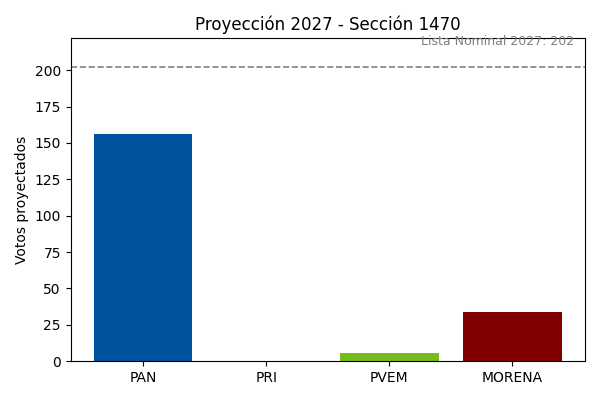 Proyección 2027 - Sección 1470
Lista Nominal 2027: 202
Votos proyectados
200
175
150
125
100
75
50
25
0
PAN
PRI
PVEM
MORENA